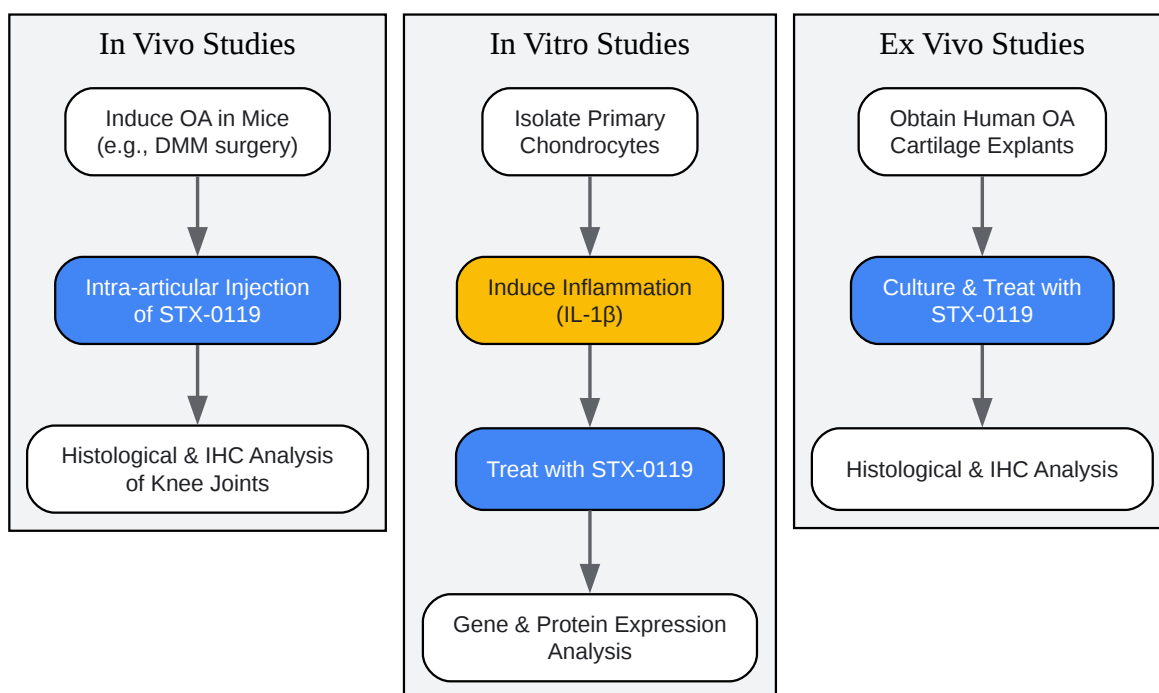 In Vivo Studies
Induce OA in Mice
(e.g., DMM surgery)
Intra-articular Injection
of STX-0119
Histological & IHC Analysis
of Knee Joints
In Vitro Studies
Isolate Primary
Chondrocytes
Induce Inflammation
(IL-1β)
Treat with STX-0119
Gene & Protein Expression
Analysis
Ex Vivo Studies
Obtain Human OA
Cartilage Explants
Culture & Treat with
STX-0119
Histological & IHC Analysis